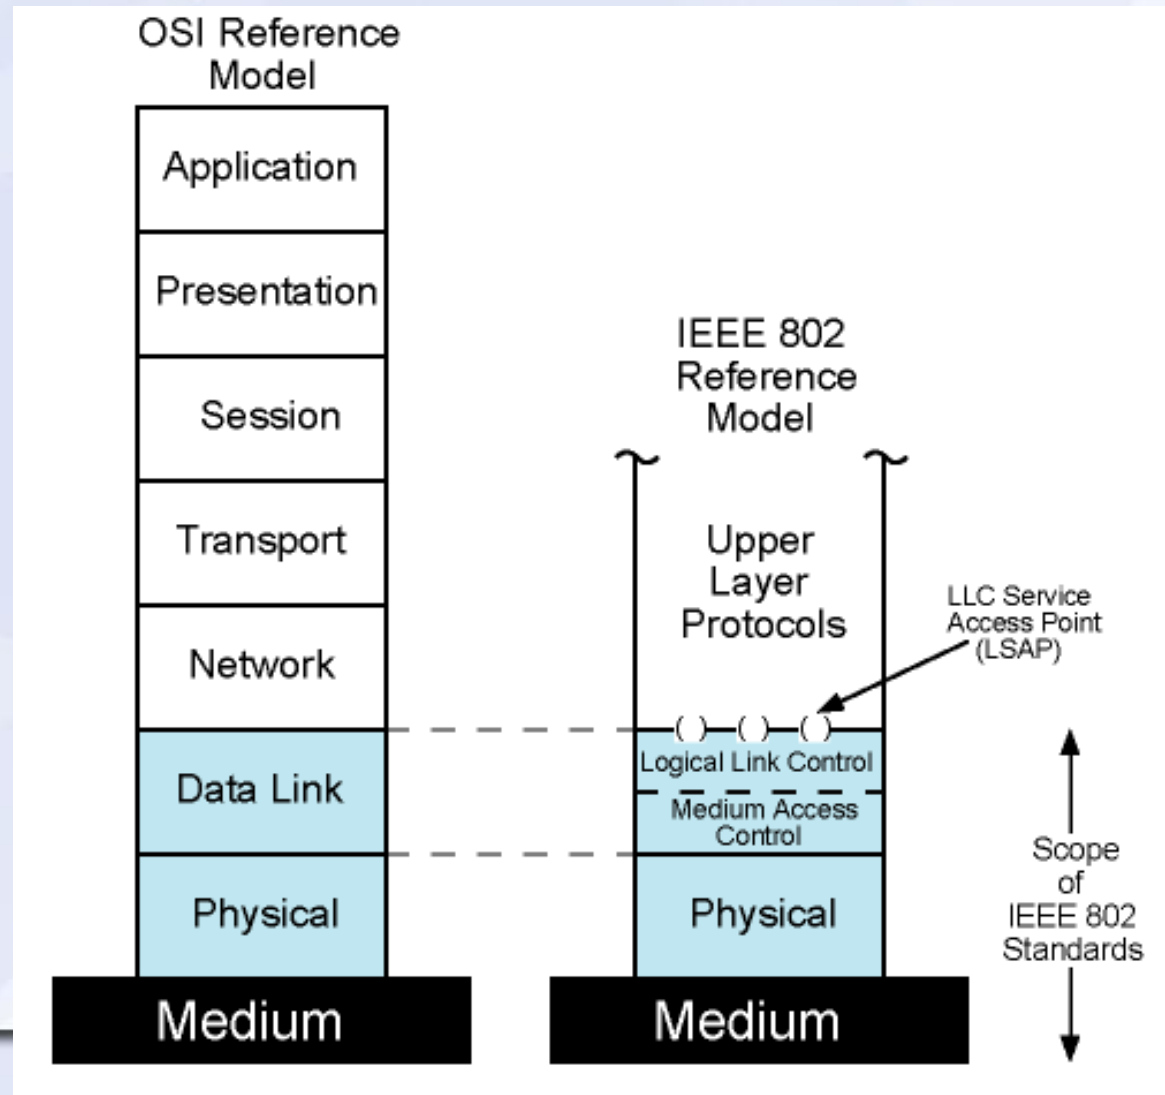 OSI Reference
Model
Application
Presentation
Session
Transport
Network
Data Link
Physical
Medium
IEEE 802
Reference
Model
Upper
Layer
Protocols
LLC Service
Access Point
(LSAP)
Logical Link Control
Medium Access
Control
Physical
Medium
Scope
of
IEEE 802
Standards